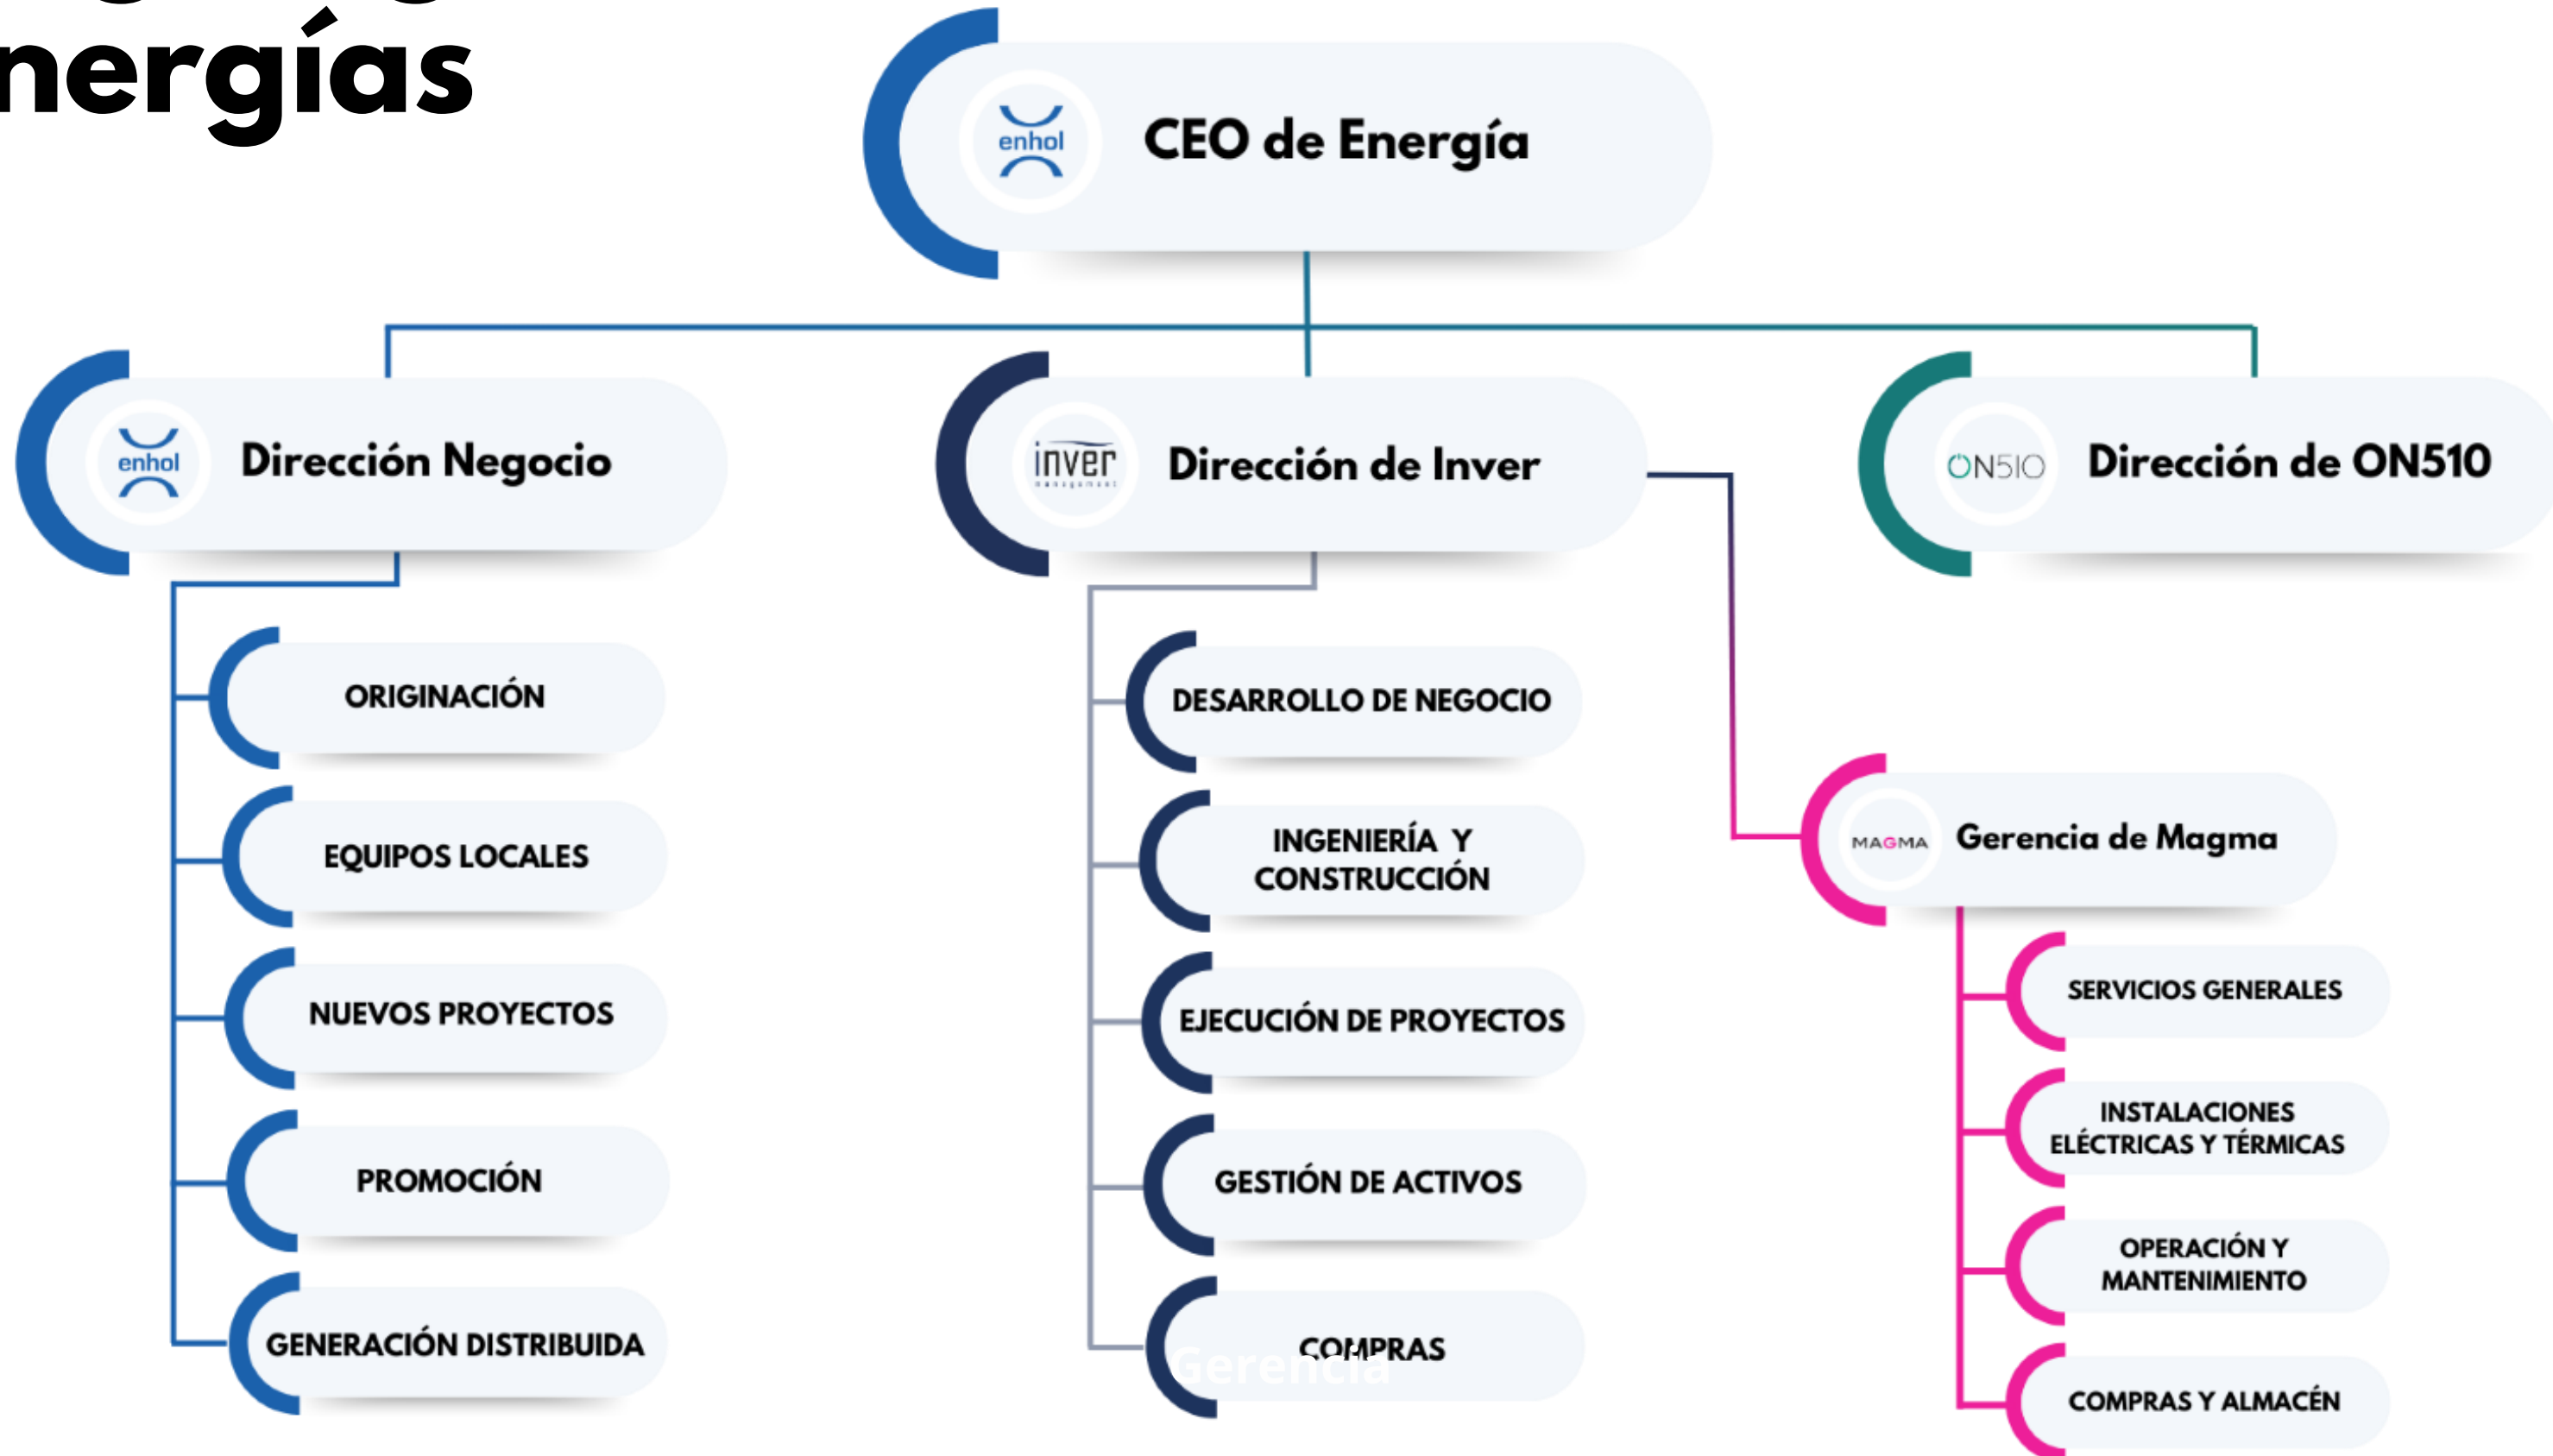 nergías
enhol
CEO de Energía
enhol
Dirección Negocio
inver
management
Dirección de Inver
ON510
Dirección de ON510
ORIGINACIÓN
EQUIPOS LOCALES
NUEVOS PROYECTOS
PROMOCIÓN
GENERACIÓN DISTRIBUIDA
DESARROLLO DE NEGOCIO
INGENIERÍA Y
CONSTRUCCIÓN
EJECUCIÓN DE PROYECTOS
GESTIÓN DE ACTIVOS
COMPRAS
Gerencia
MAGMA
Gerencia de Magma
SERVICIOS GENERALES
INSTALACIONES
ELÉCTRICAS Y TÉRMICAS
OPERACIÓN Y
MANTENIMIENTO
COMPRAS Y ALMACÉN